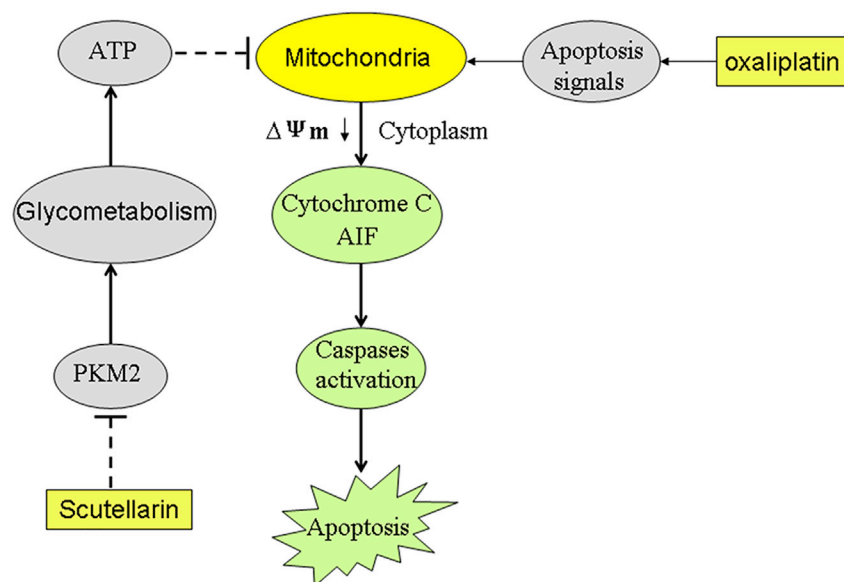 ATP
Mitochondria
Apoptosis
signals
oxaliplatin
ΔΨm ↓ Cytoplasm
Glycometabolism
Cytochrome C
AIF
PKM2
Caspases
activation
Scutellarin
Apoptosis